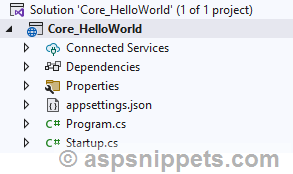 Solution 'Core_HelloWorld' (1 of 1 project)
Core_HelloWorld
Connected Services
Dependencies
Properties
appsettings.json
C# Program.cs
C# Startup.cs
© aspsnippets.com